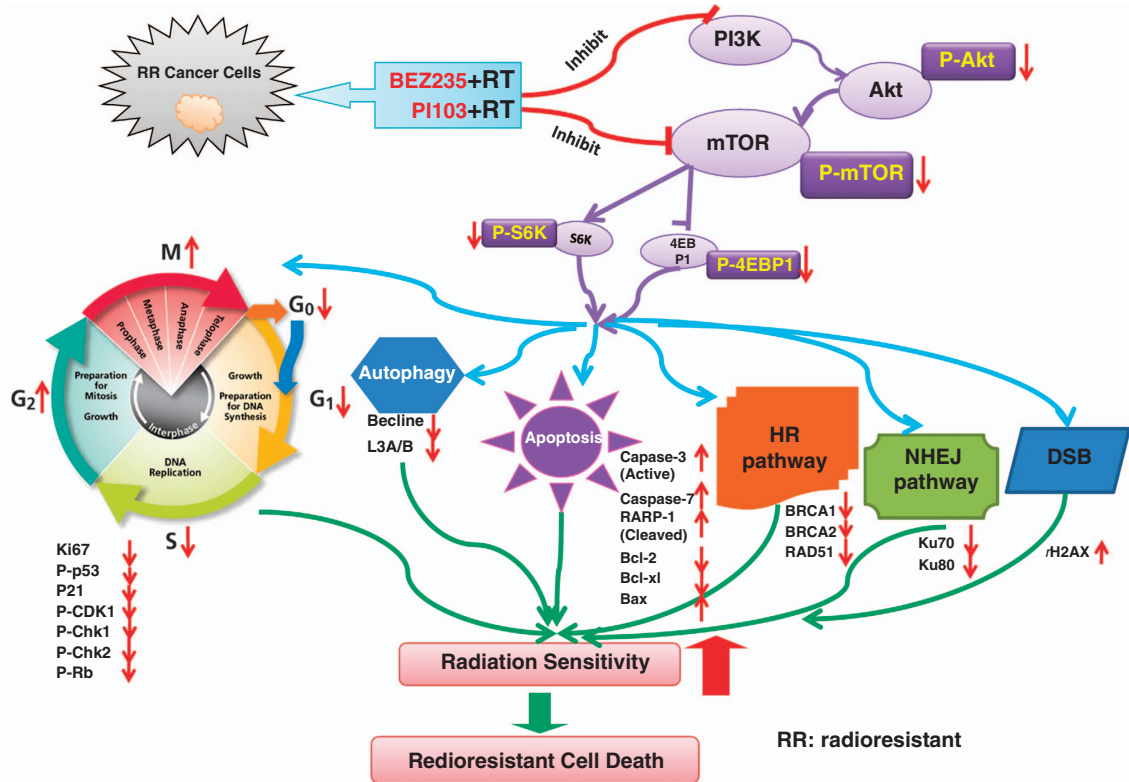 RR Cancer Cells
BEZ235+RT
PI103+RT
Inhibit
Inhibit
PI3K
P-Akt
Akt
mTOR
P-mTOR
P-S6K
S6K
4EB
P1
P-4EBP1
M
G0
G1
G2
S
Prophase
Metaphase
Anaphase
Telophase
Preparation
for
Mitosis
Growth
Growth
Preparation
for DNA
Synthesis
Interphase
DNA
Replication
Ki67
P-p53
P21
P-CDK1
P-Chk1
P-Chk2
P-Rb
Autophagy
Becline
L3A/B
Apoptosis
Capase-3
(Active)
Caspase-7
RARP-1
(Cleaved)
Bcl-2
Bcl-xl
Bax
HR
pathway
BRCA1
BRCA2
RAD51
NHEJ
pathway
Ku70
Ku80
DSB
rH2AX
Radiation Sensitivity
Redioresistant Cell Death
RR: radioresistant